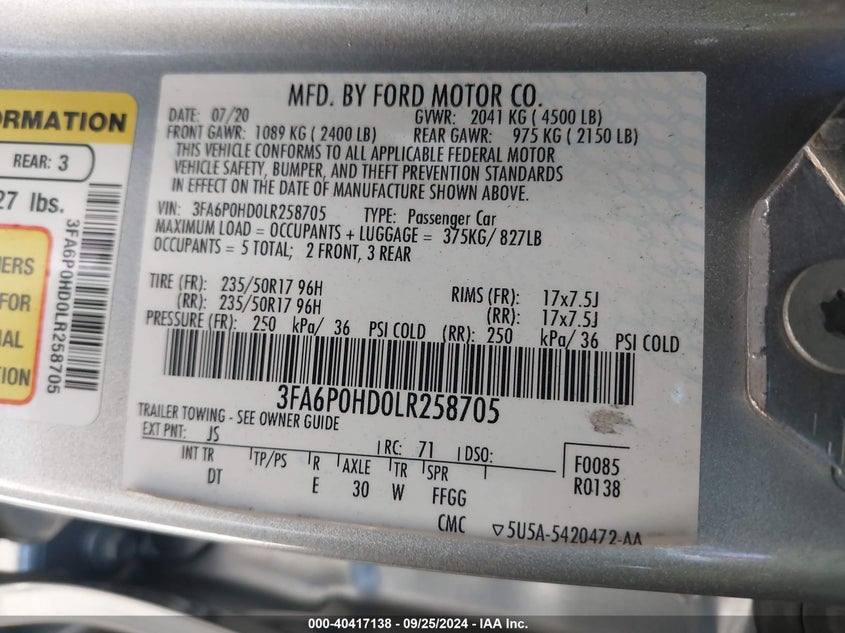 ORMATION
REAR: 3
27 lbs.
NERS
FOR
IAL
TION
3FA6P0HD0LR258705
MFD. BY FORD MOTOR CO.
DATE: 07/20 GVWR: 2041 KG ( 4500 LB)
FRONT GAWR: 1089 KG ( 2400 LB) REAR GAWR: 975 KG ( 2150 LB)
THIS VEHICLE CONFORMS TO ALL APPLICABLE FEDERAL MOTOR
VEHICLE SAFETY, BUMPER, AND THEFT PREVENTION STANDARDS
IN EFFECT ON THE DATE OF MANUFACTURE SHOWN ABOVE.
VIN: 3FA6P0HD0LR258705 TYPE: Passenger Car
MAXIMUM LOAD = OCCUPANTS + LUGGAGE = 375KG/ 827LB
OCCUPANTS = 5 TOTAL; 2 FRONT, 3 REAR
TIRE (FR): 235/50R17 96H RIMS (FR): 17x7.5J
(RR): 235/50R17 96H (RR): 17x7.5J
PRESSURE (FR): 250 kPa/ 36 PSI COLD (RR): 250 kPa/ 36 PSI COLD
3FA6P0HD0LR258705
TRAILER TOWING - SEE OWNER GUIDE
EXT PNT: JS RC: 71 DSO: F0085
INT TR TP/PS R AXLE TR SPR R0138
DT E 30 W FFGG
CMC ▽5U5A-5420472-AA
000-40417138 - 09/25/2024 - IAA Inc.